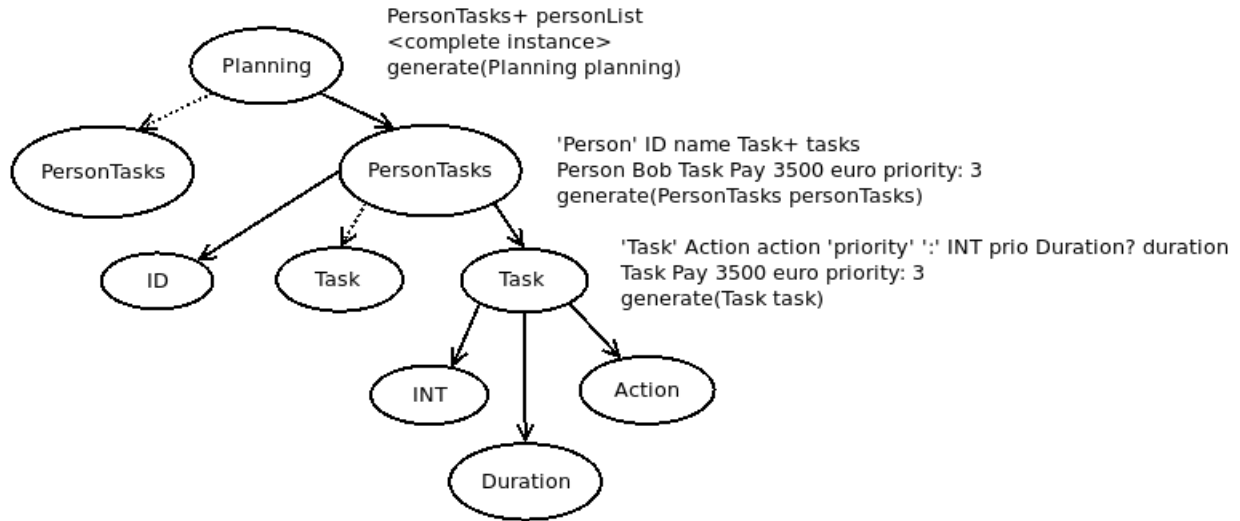 PersonTasks+ personList
<complete instance>
generate(Planning planning)
Planning
PersonTasks
PersonTasks
'Person' ID name Task+ tasks
Person Bob Task Pay 3500 euro priority: 3
generate(PersonTasks personTasks)
ID
Task
Task
'Task' Action action 'priority' ':' INT prio Duration? duration
Task Pay 3500 euro priority: 3
generate(Task task)
INT
Action
Duration